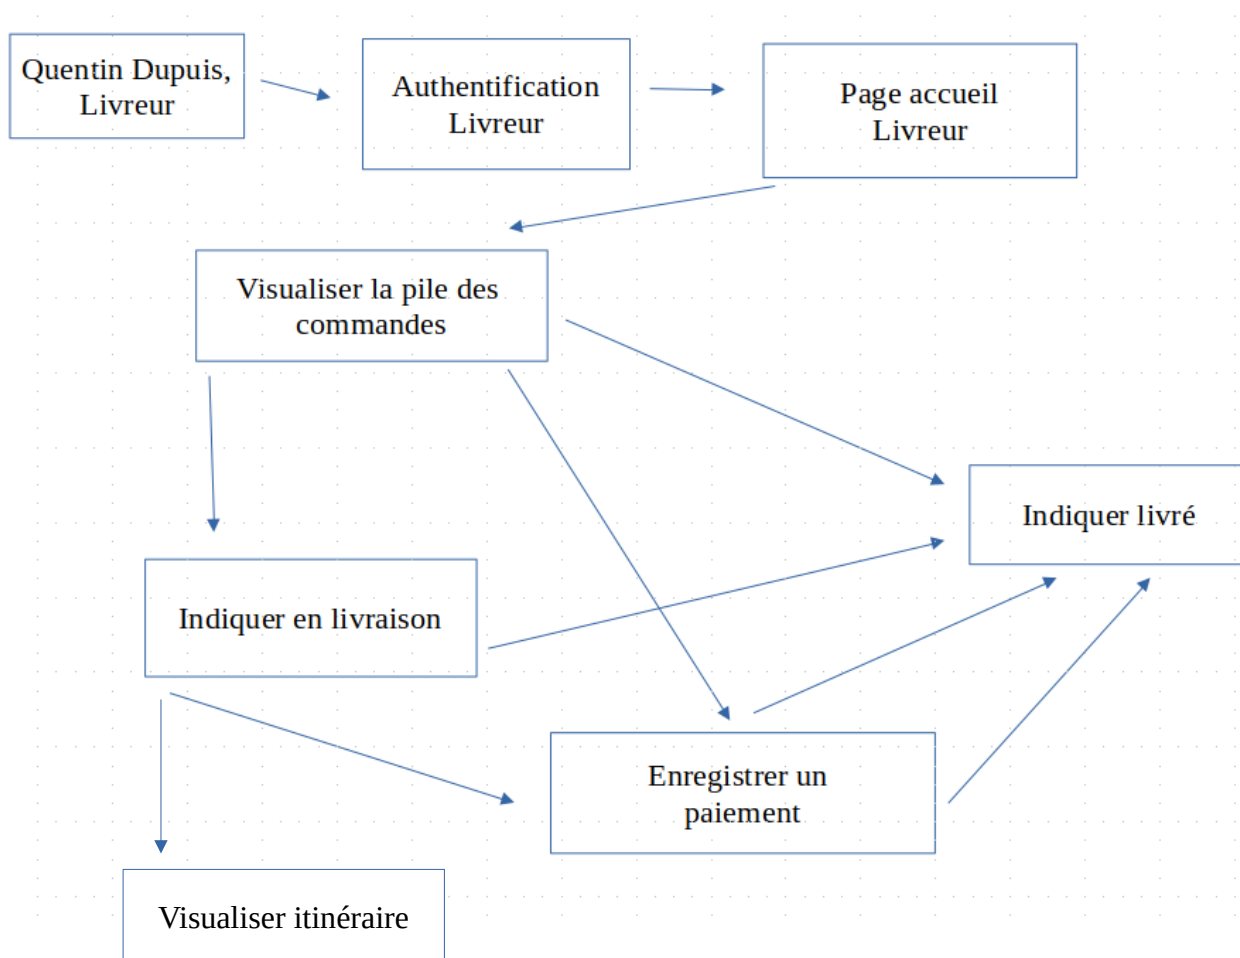 Quentin Dupuis,
Livreur
Authentification
Livreur
Page accueil
Livreur
Visualiser la pile des
commandes
Indiquer livré
Indiquer en livraison
Enregistrer un
paiement
Visualiser itinéraire